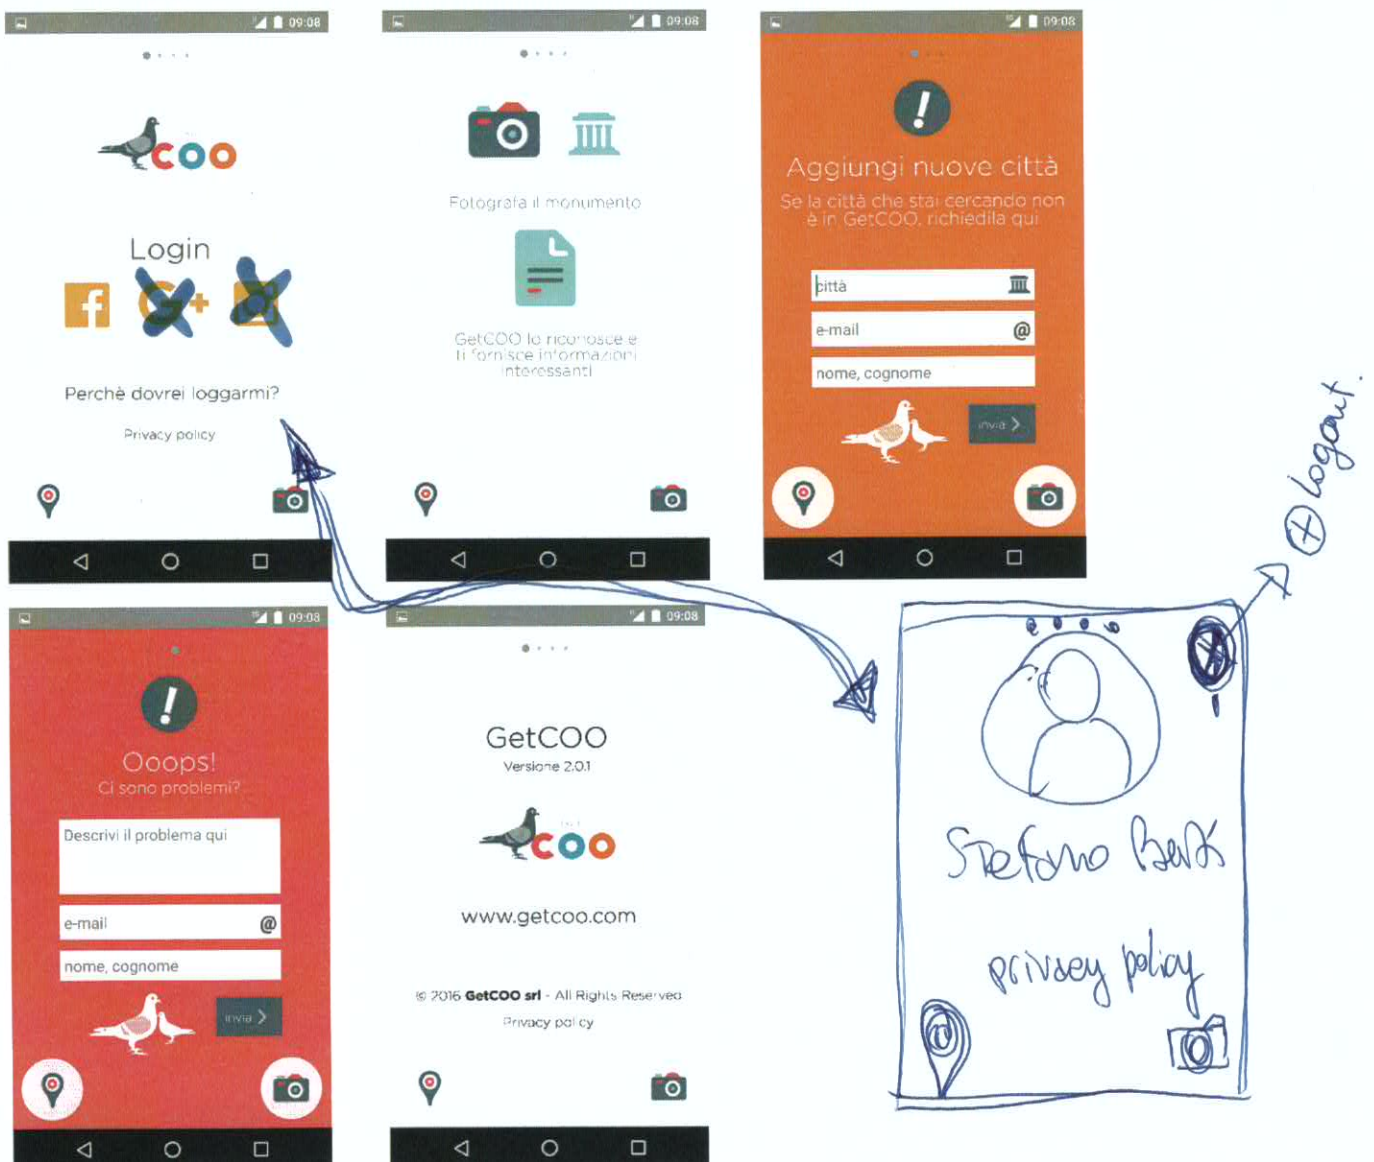 09:08
COO
Login
f
G+
Perchè dovrei loggarmi?
Privacy policy
09:08
Fotografa il monumento
GetCOO lo riconosce e
ti fornisce informazioni
interessanti
09:08
!
Aggiungi nuove città
Se la città che stai cercando non
è in GetCOO, richiedila qui
città
e-mail @
nome, cognome
invia >
+ Logout.
09:08
!
Ooops!
Ci sono problemi?
Descrivi il problema qui
e-mail @
nome, cognome
invia >
09:08
GetCOO
Versione 2.0.1
COO
www.getcoo.com
© 2016 GetCOO srl - All Rights Reserved
Privacy policy
Stefano
privacy policy